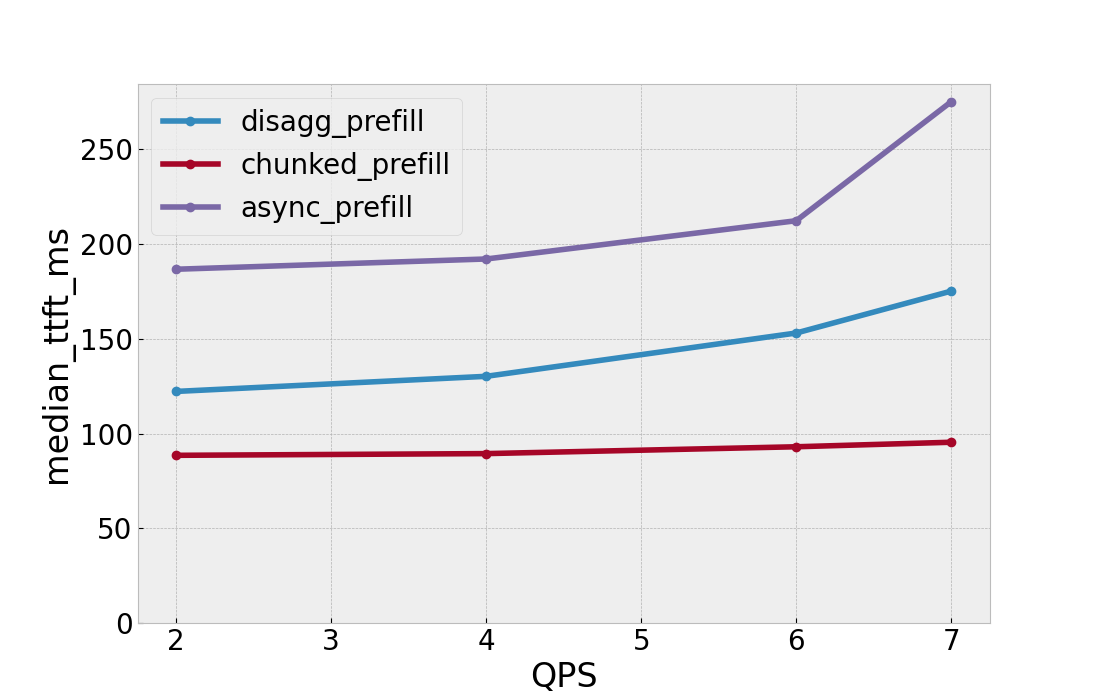 disagg_prefill
chunked_prefill
async_prefill
median_ttft_ms
250
200
150
100
50
0
2 3 4 5 6 7
QPS